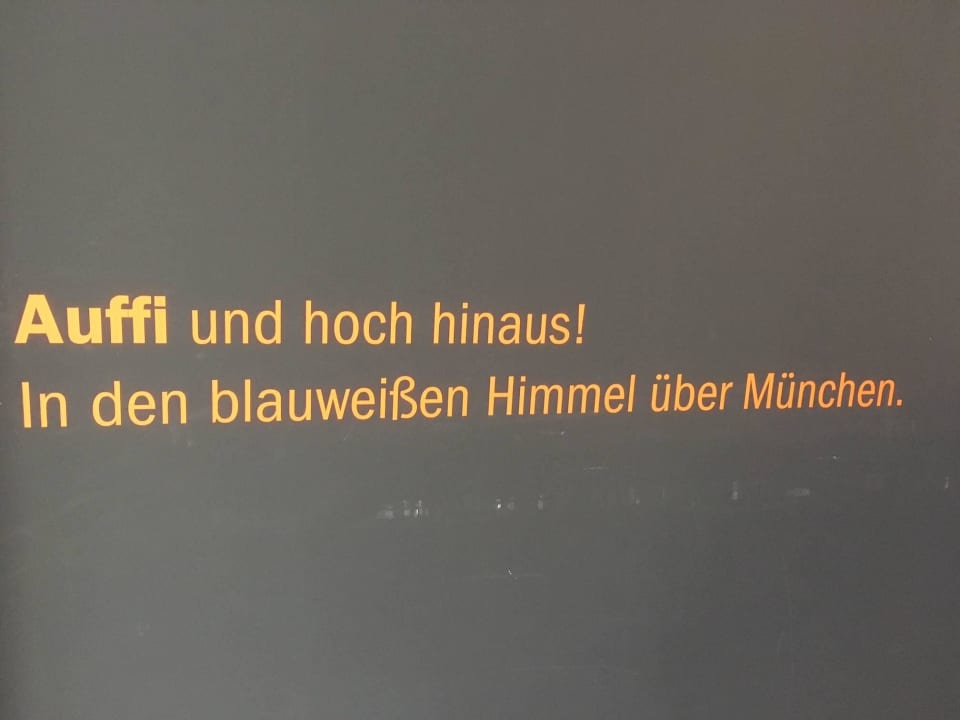 Auffi und hoch hinaus!
In den blauweißen Himmel über München.